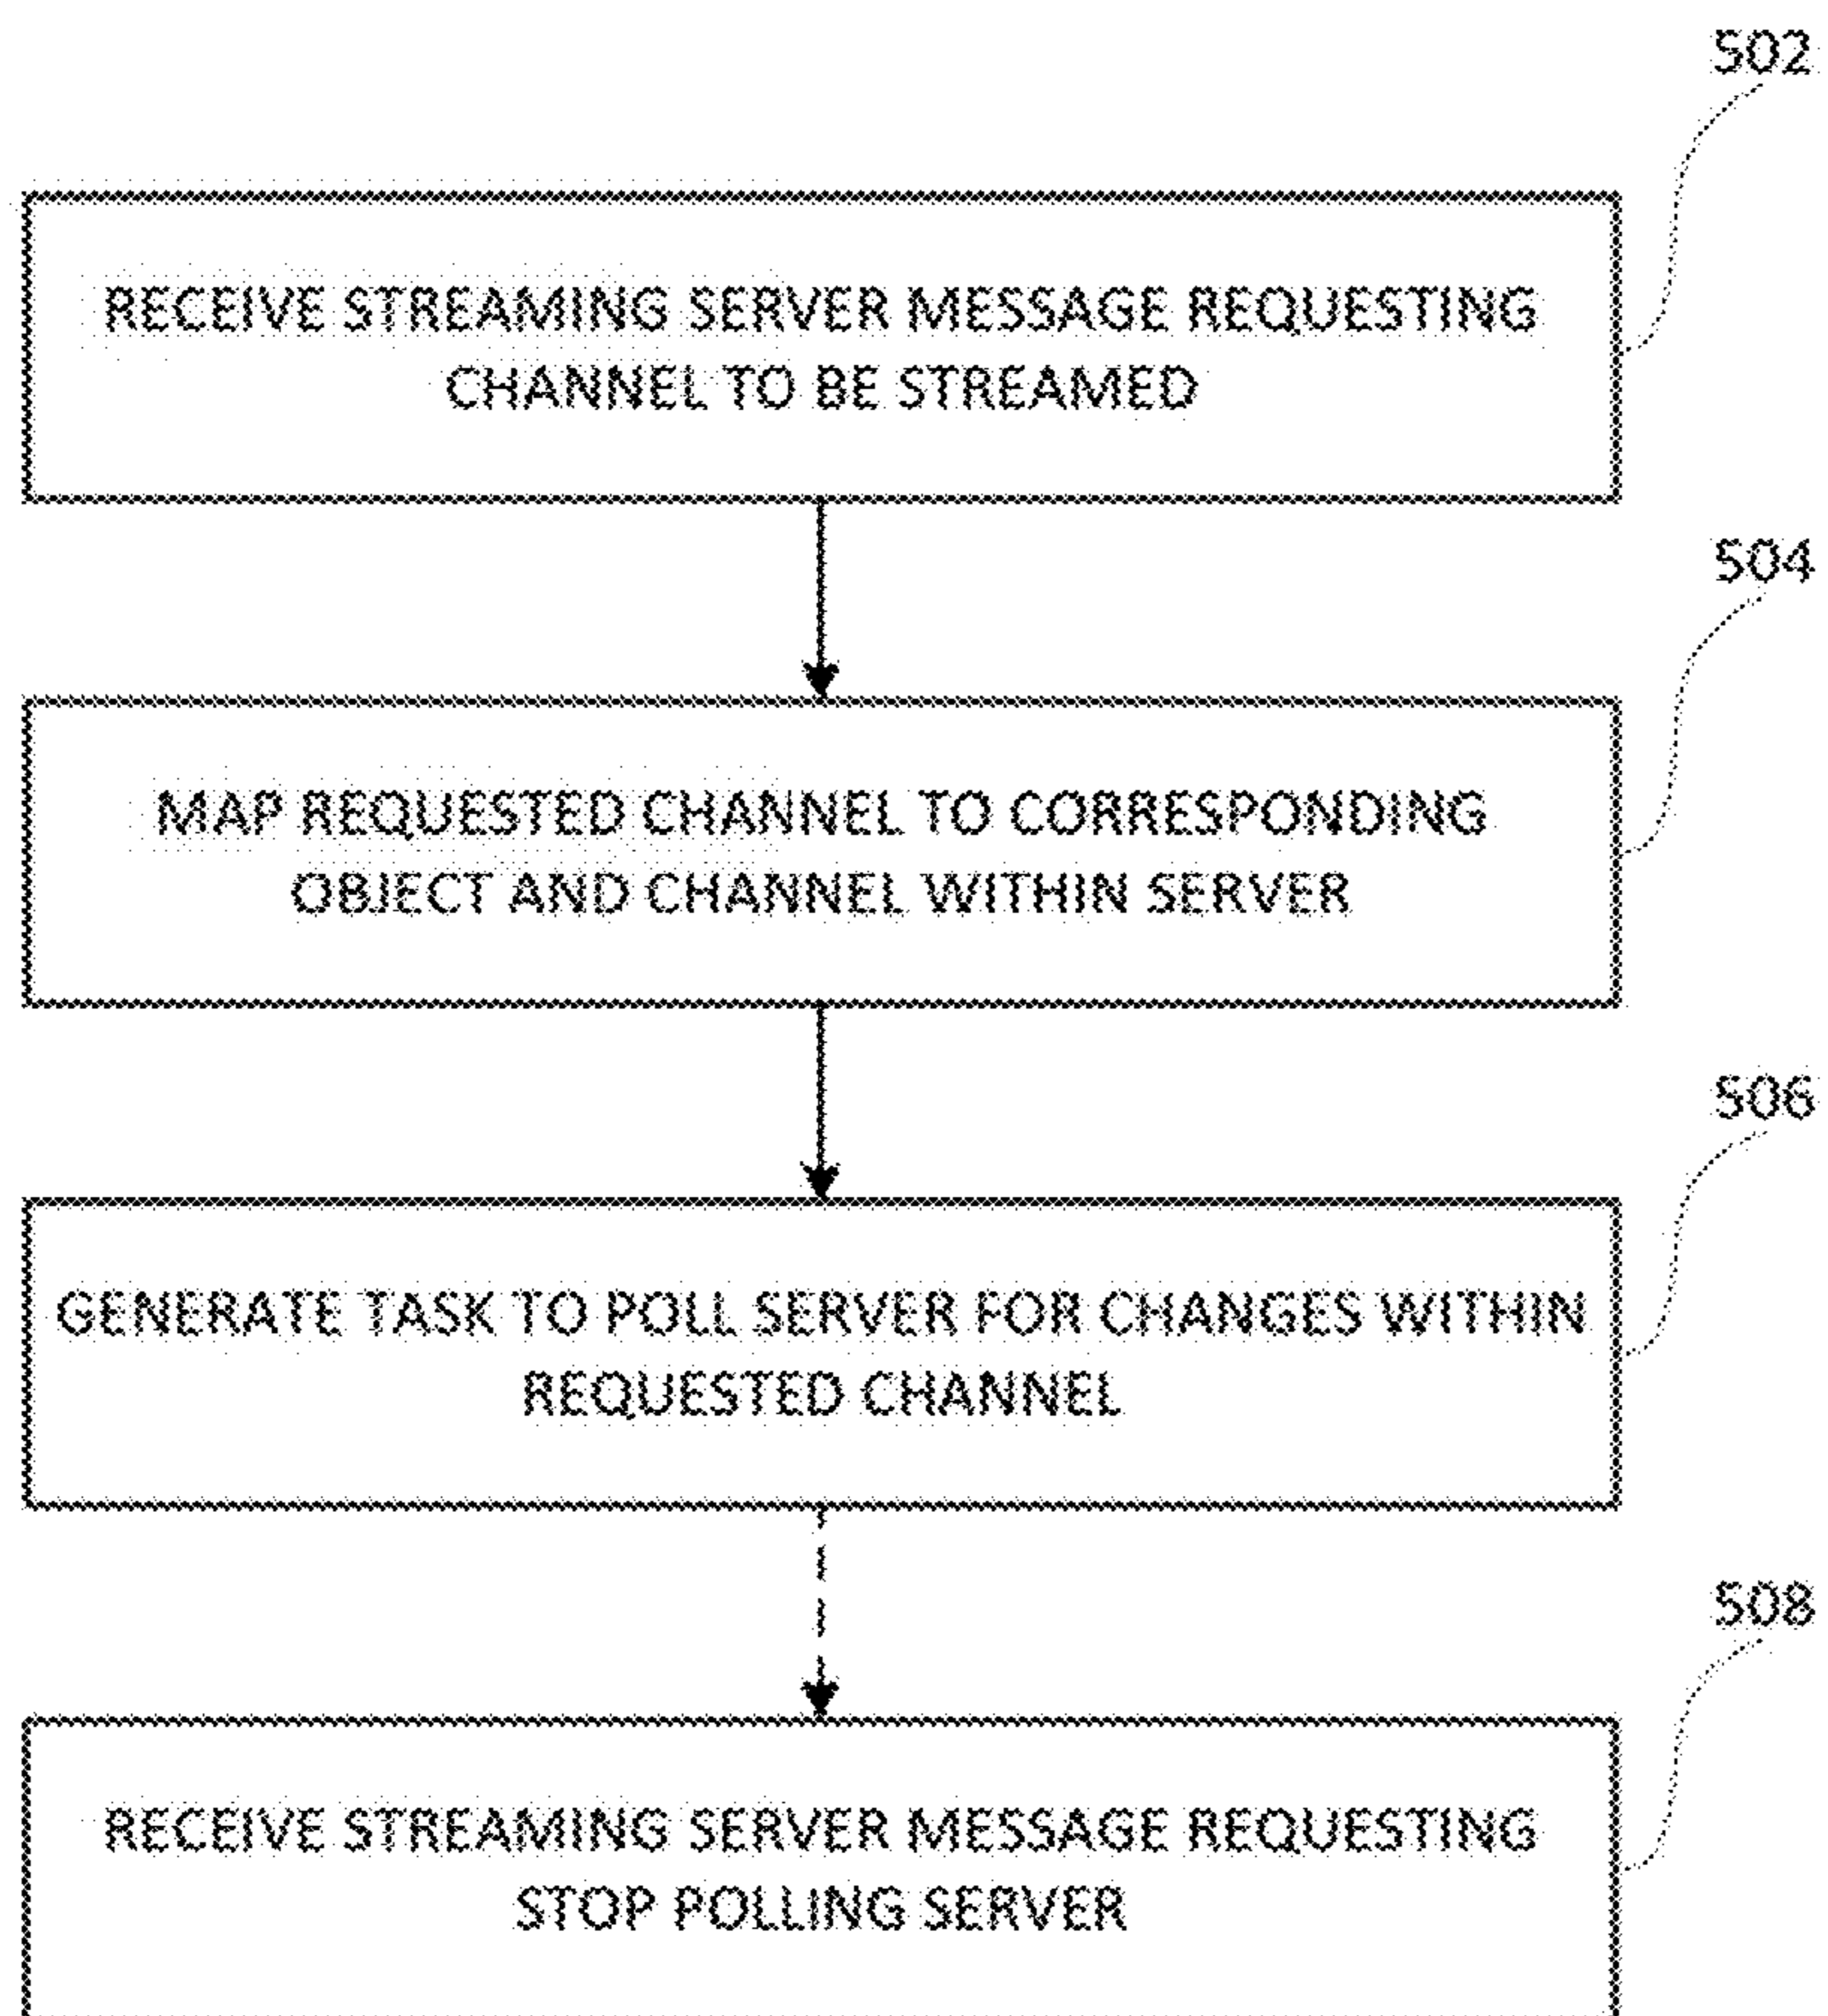 502
RECEIVE STREAMING SERVER MESSAGE REQUESTING
CHANNEL TO BE STREAMED
504
MAP REQUESTED CHANNEL TO CORRESPONDING
OBJECT AND CHANNEL WITHIN SERVER
506
GENERATE TASK TO POLL SERVER FOR CHANGES WITHIN
REQUESTED CHANNEL
508
RECEIVE STREAMING SERVER MESSAGE REQUESTING
STOP POLLING SERVER